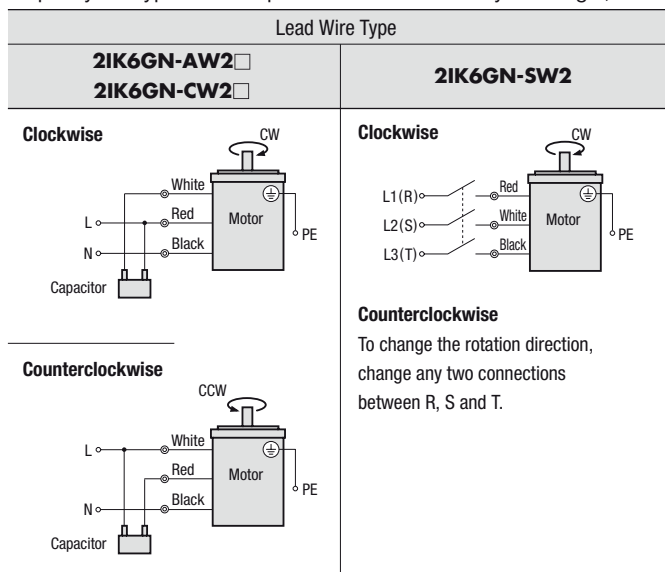 Lead Wire Type
2IK6GN-AW2□
2IK6GN-CW2□
2IK6GN-SW2
Clockwise
CW
White
Red
Black
L
N
Motor
PE
Capacitor
Counterclockwise
CCW
White
Red
Black
L
N
Motor
PE
Capacitor
Clockwise
CW
L1(R)
L2(S)
L3(T)
Red
White
Black
Motor
PE
Counterclockwise
To change the rotation direction,
change any two connections
between R, S and T.